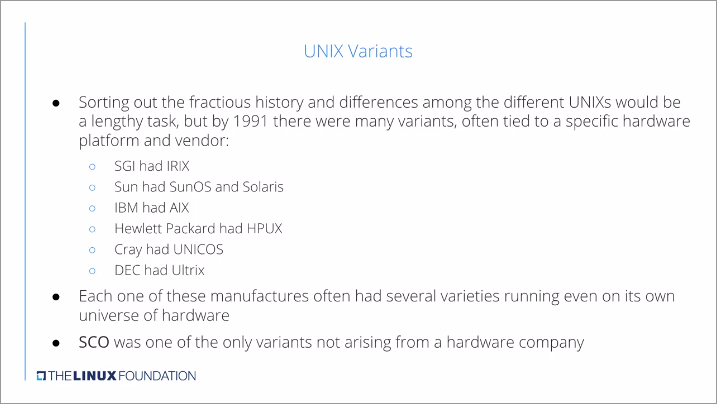 UNIX Variants
● Sorting out the fractious history and differences among the different UNIXs would be
a lengthy task, but by 1991 there were many variants, often tied to a specific hardware
platform and vendor:
○ SGI had IRIX
○ Sun had SunOS and Solaris
○ IBM had AIX
○ Hewlett Packard had HPUX
○ Cray had UNICOS
○ DEC had Ultrix
● Each one of these manufactures often had several varieties running even on its own
universe of hardware
● SCO was one of the only variants not arising from a hardware company
THE LINUX FOUNDATION